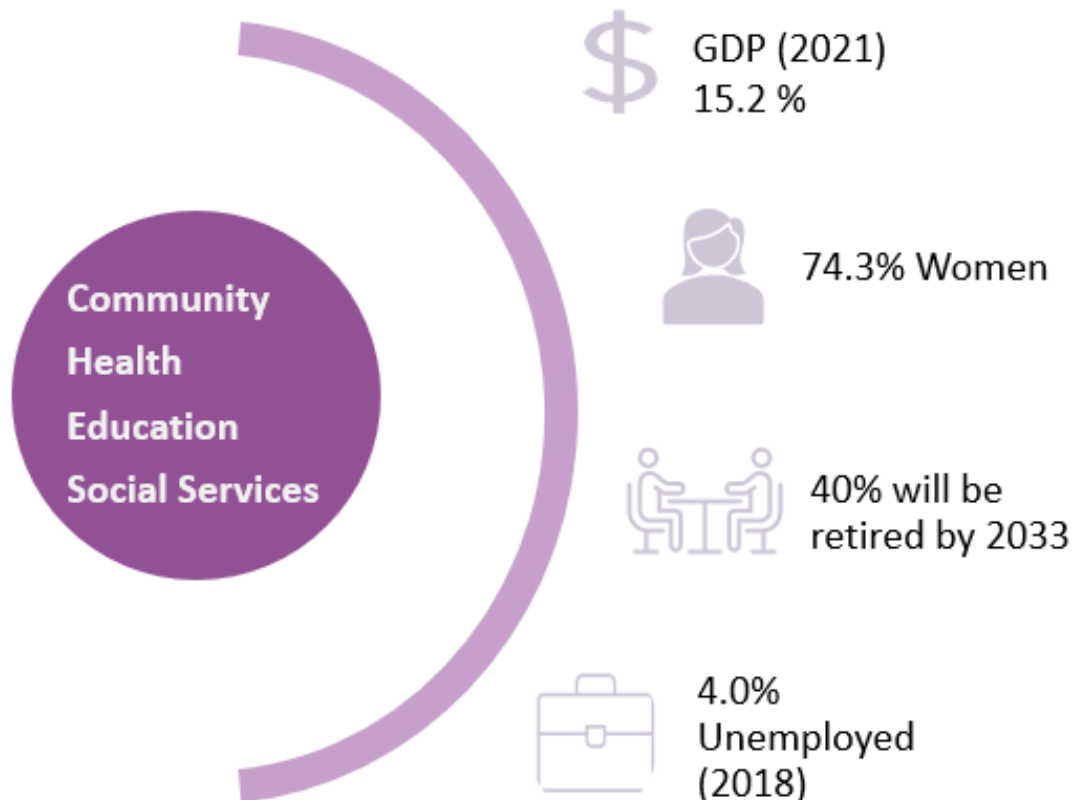 Community
Health
Education
Social Services
GDP (2021)
15.2 %
74.3% Women
40% will be
retired by 2033
4.0%
Unemployed
(2018)